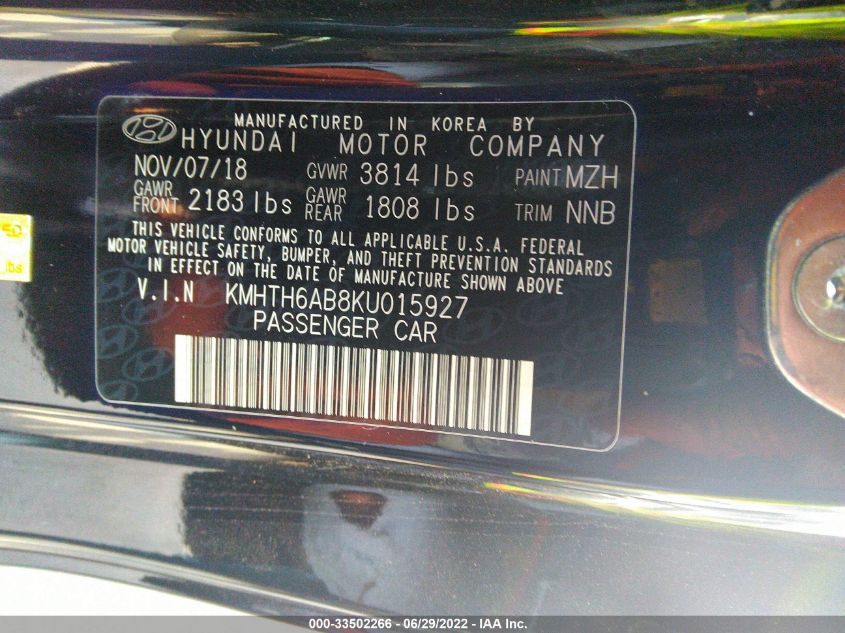 MANUFACTURED IN KOREA BY
HYUNDAI MOTOR COMPANY
NOV/07/18 GVWR 3814 lbs PAINT MZH
GAWR FRONT 2183 lbs GAWR REAR 1808 lbs TRIM NNB
THIS VEHICLE CONFORMS TO ALL APPLICABLE U.S.A. FEDERAL
MOTOR VEHICLE SAFETY, BUMPER, AND THEFT PREVENTION STANDARDS
IN EFFECT ON THE DATE OF MANUFACTURE SHOWN ABOVE
V.I.N KMHTH6AB8KU015927
PASSENGER CAR
lbs
000-33502266 - 06/29/2022 - IAA Inc.